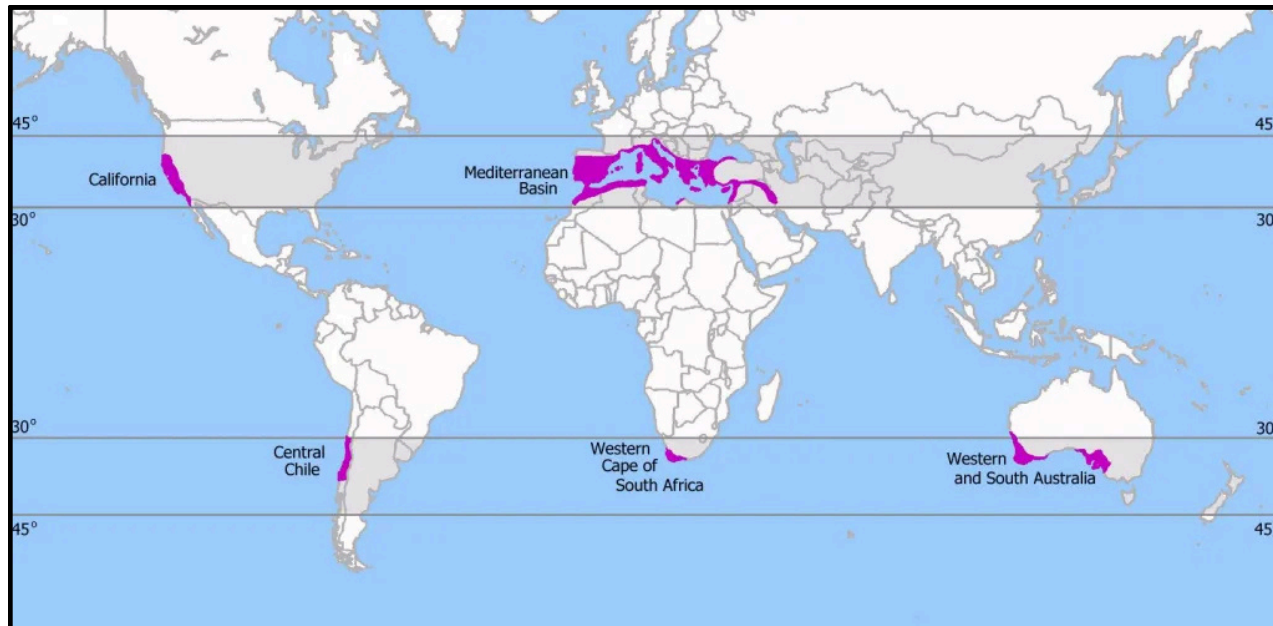 45°
45
California
Mediterranean
Basin
30°
30
30°
30
Central
Chile
Western
Cape of
South Africa
Western
and South Australia
45°
45